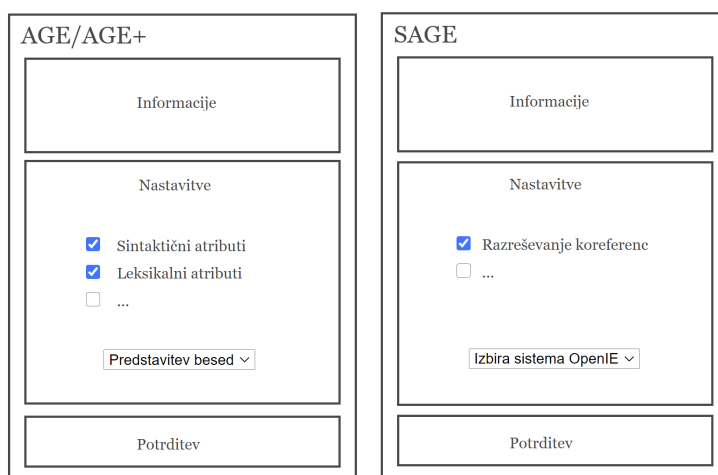 AGE/AGE+
Informacije
Nastavitve
Sintaktični atributi
Leksikalni atributi
...
Predstavitev besed
Potrditev
SAGE
Informacije
Nastavitve
Razreševanje koreferenc
...
Izbira sistema OpenIE
Potrditev